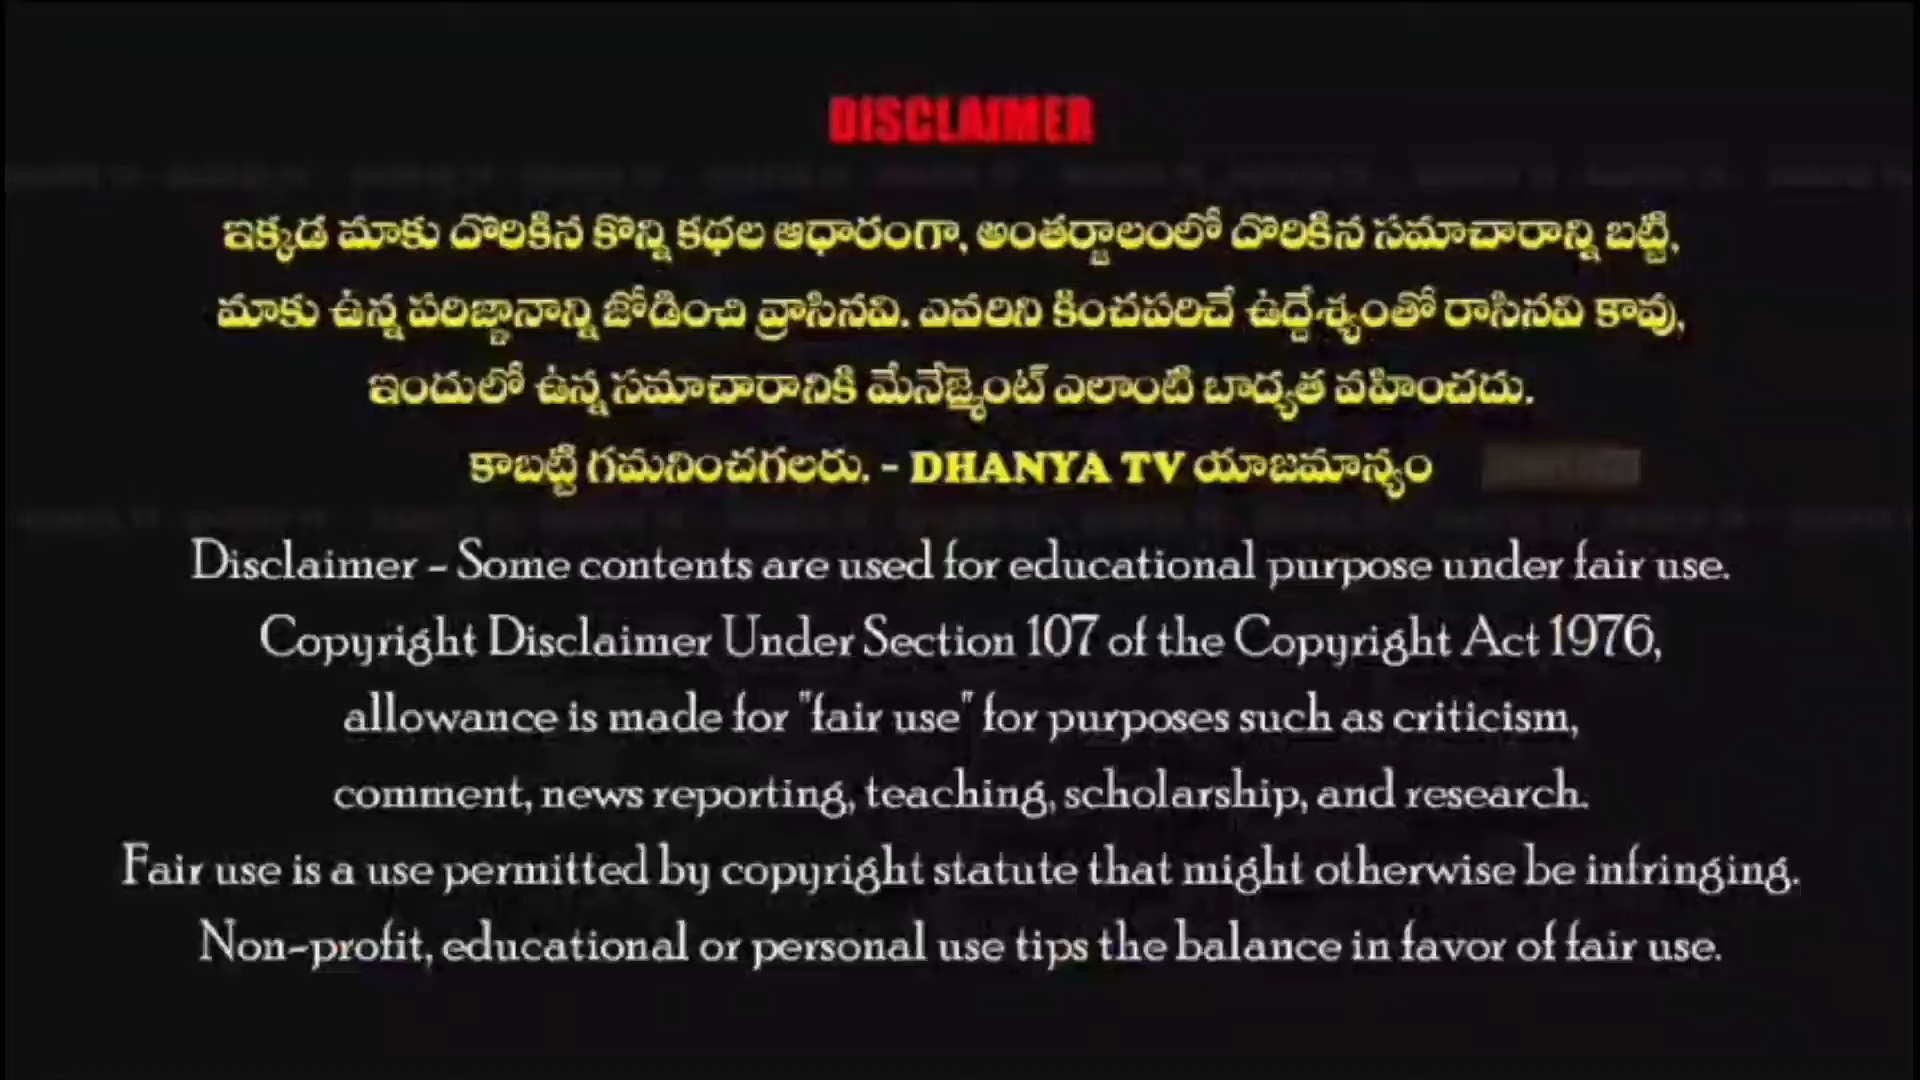 DISCLAIMER
ఇక్కడ మాకు దొరికిన కొన్ని కథల ఆధారంగా, అంతర్జాలంలో దొరికిన సమాచారాన్ని బట్టి,
మాకు ఉన్న పరిజ్ఞానాన్ని జోడించి వ్రాసినవి. ఎవరిని కించపరిచే ఉద్దేశ్యంతో రాసినవి కావు,
ఇందులో ఉన్న సమాచారానికి మేనేజ్మెంట్ ఎలాంటి బాద్యత వహించదు.
కాబట్టి గమనించగలరు. - DHANYA TV యాజమాన్యం
Disclaimer - Some contents are used for educational purpose under fair use.
Copyright Disclaimer Under Section 107 of the Copyright Act 1976,
allowance is made for "fair use" for purposes such as criticism,
comment, news reporting, teaching, scholarship, and research.
Fair use is a use permitted by copyright statute that might otherwise be infringing.
Non-profit, educational or personal use tips the balance in favor of fair use.